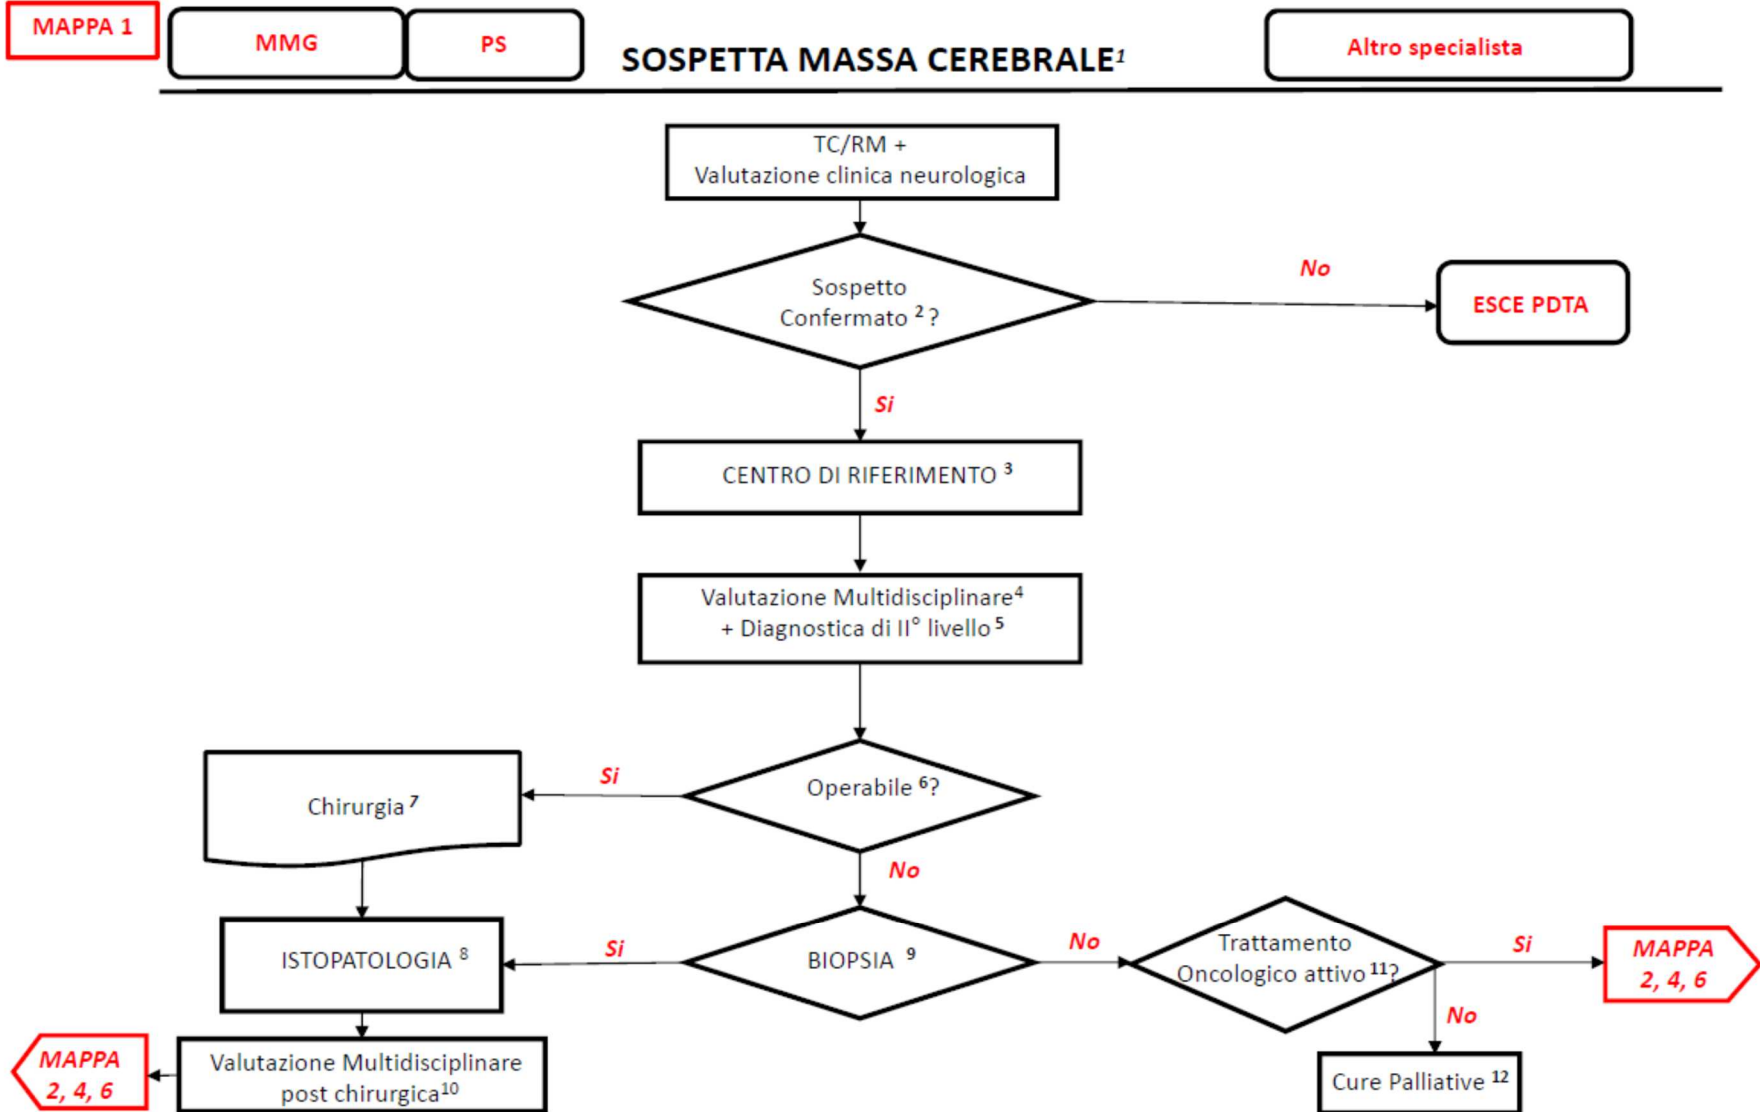 MAPPA 1
MMG
PS
SOSPETTA MASSA CEREBRALE¹
Altro specialista
TC/RM +
Valutazione clinica neurologica
Sospetto
Confermato ²?
No
ESCE PDTA
Si
CENTRO DI RIFERIMENTO ³
Valutazione Multidisciplinare⁴
+ Diagnostica di II° livello ⁵
Operabile ⁶?
Si
Chirurgia ⁷
No
ISTOPATOLOGIA ⁸
Si
BIOPSIA ⁹
No
Trattamento
Oncologico attivo ¹¹?
Si
MAPPA
2, 4, 6
No
MAPPA
2, 4, 6
Valutazione Multidisciplinare
post chirurgica¹⁰
Cure Palliative ¹²